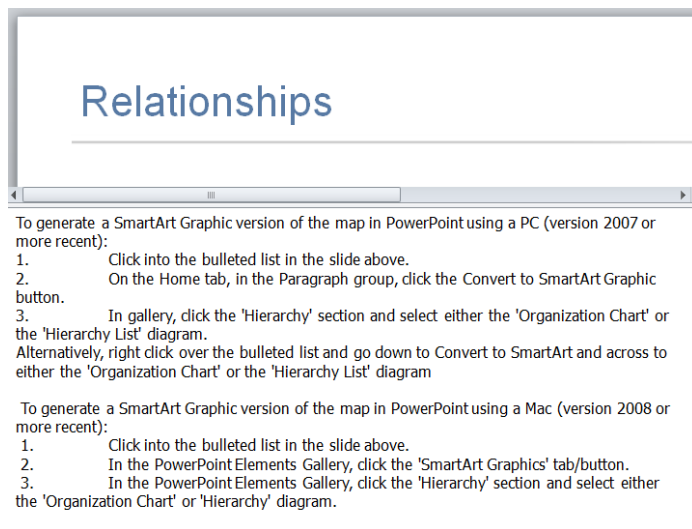 Relationships
To generate a SmartArt Graphic version of the map in PowerPoint using a PC (version 2007 or
more recent):
1. Click into the bulleted list in the slide above.
2. On the Home tab, in the Paragraph group, click the Convert to SmartArt Graphic
button.
3. In gallery, click the 'Hierarchy' section and select either the 'Organization Chart' or
the 'Hierarchy List' diagram.
Alternatively, right click over the bulleted list and go down to Convert to SmartArt and across to
either the 'Organization Chart' or the 'Hierarchy List' diagram
To generate a SmartArt Graphic version of the map in PowerPoint using a Mac (version 2008 or
more recent):
1. Click into the bulleted list in the slide above.
2. In the PowerPoint Elements Gallery, click the 'SmartArt Graphics' tab/button.
3. In the PowerPoint Elements Gallery, click the 'Hierarchy' section and select either
the 'Organization Chart' or 'Hierarchy' diagram.